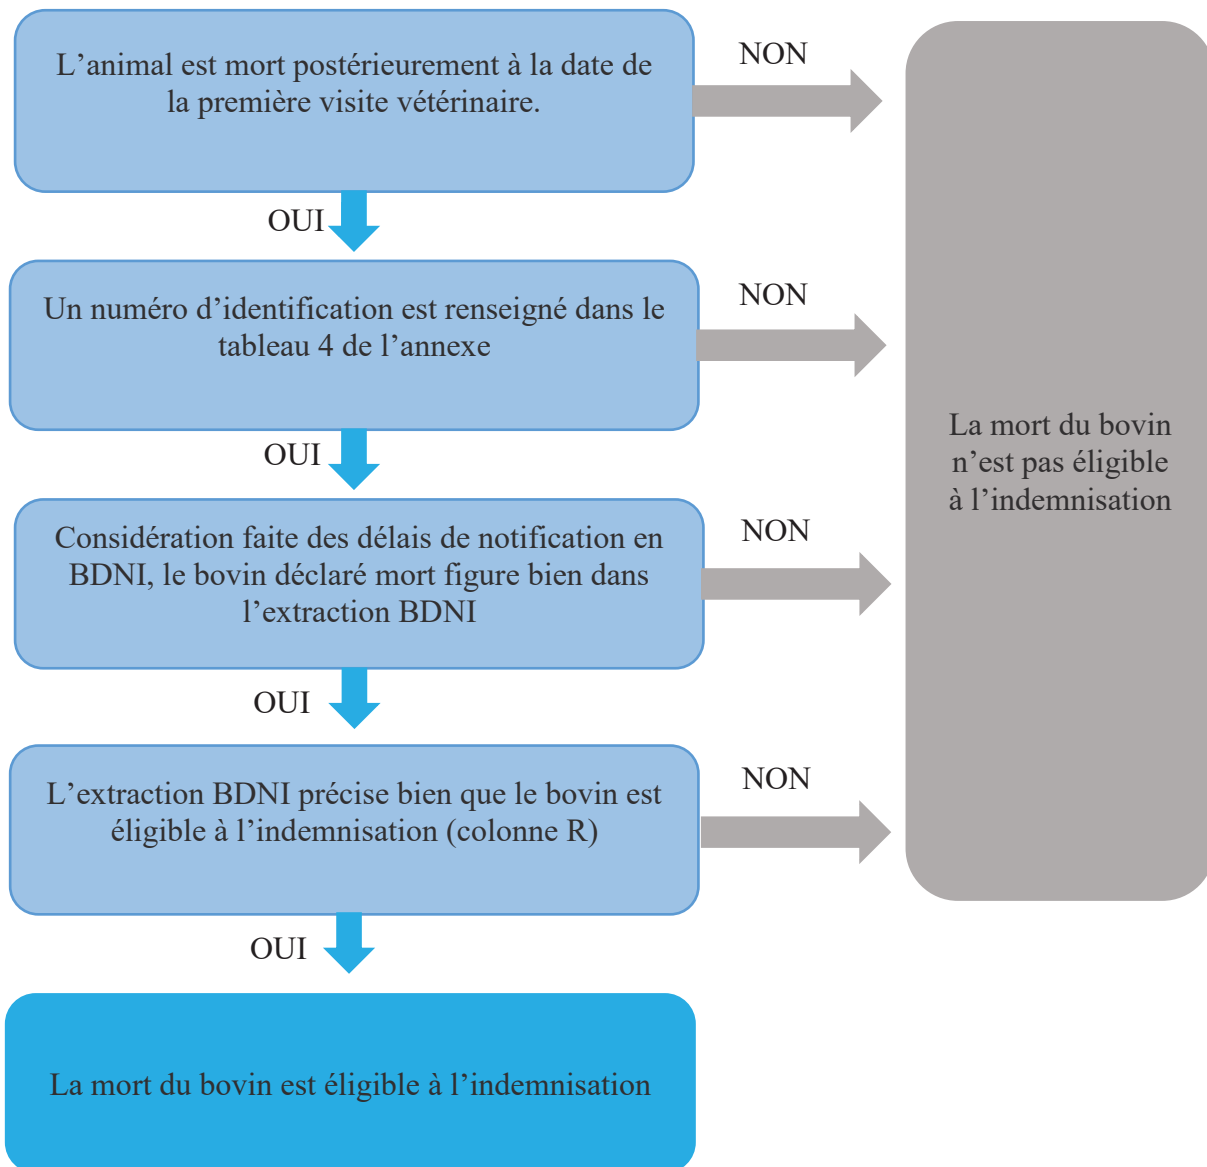 L’animal est mort postérieurement à la date de
la première visite vétérinaire.
NON
OUI
Un numéro d’identification est renseigné dans le
tableau 4 de l’annexe
NON
OUI
Considération faite des délais de notification en
BDNI, le bovin déclaré mort figure bien dans
l’extraction BDNI
NON
OUI
L’extraction BDNI précise bien que le bovin est
éligible à l’indemnisation (colonne R)
NON
OUI
La mort du bovin est éligible à l’indemnisation
La mort du bovin
n’est pas éligible
à l’indemnisation